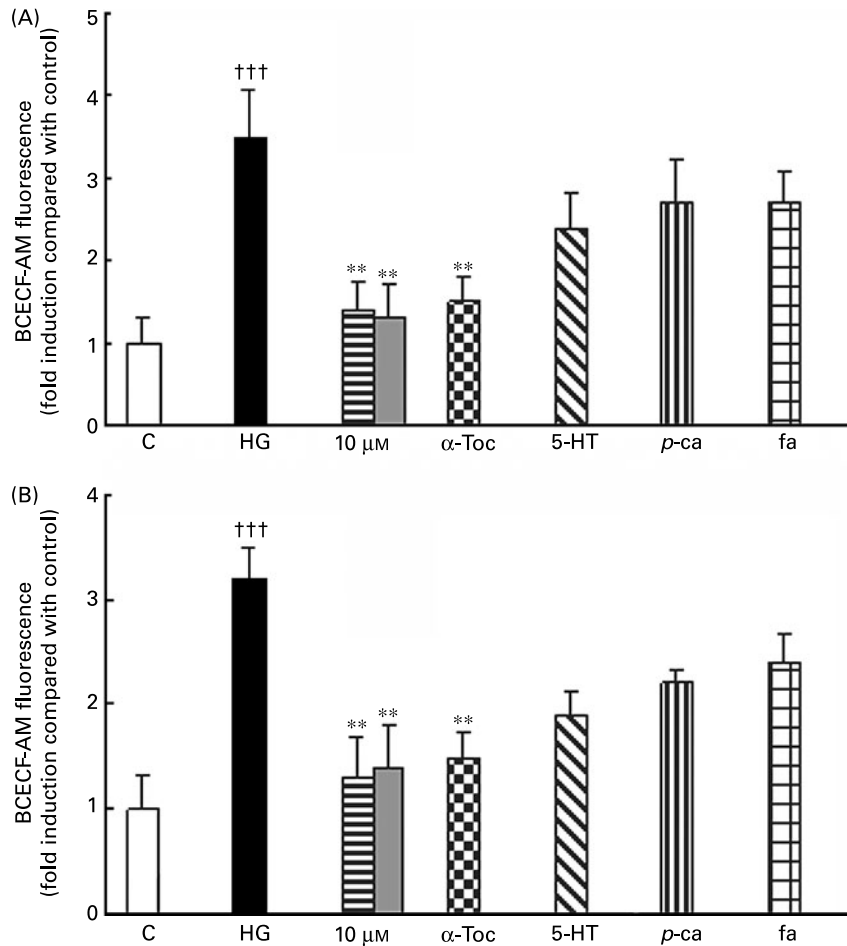 (A)
BCECF-AM fluorescence
(fold induction compared with control)
5
4
3
2
1
0
†††
**
**
**
C
HG
10 μM
α-Toc
5-HT
p-ca
fa
(B)
BCECF-AM fluorescence
(fold induction compared with control)
4
3
2
1
0
†††
**
**
**
C
HG
10 μM
α-Toc
5-HT
p-ca
fa